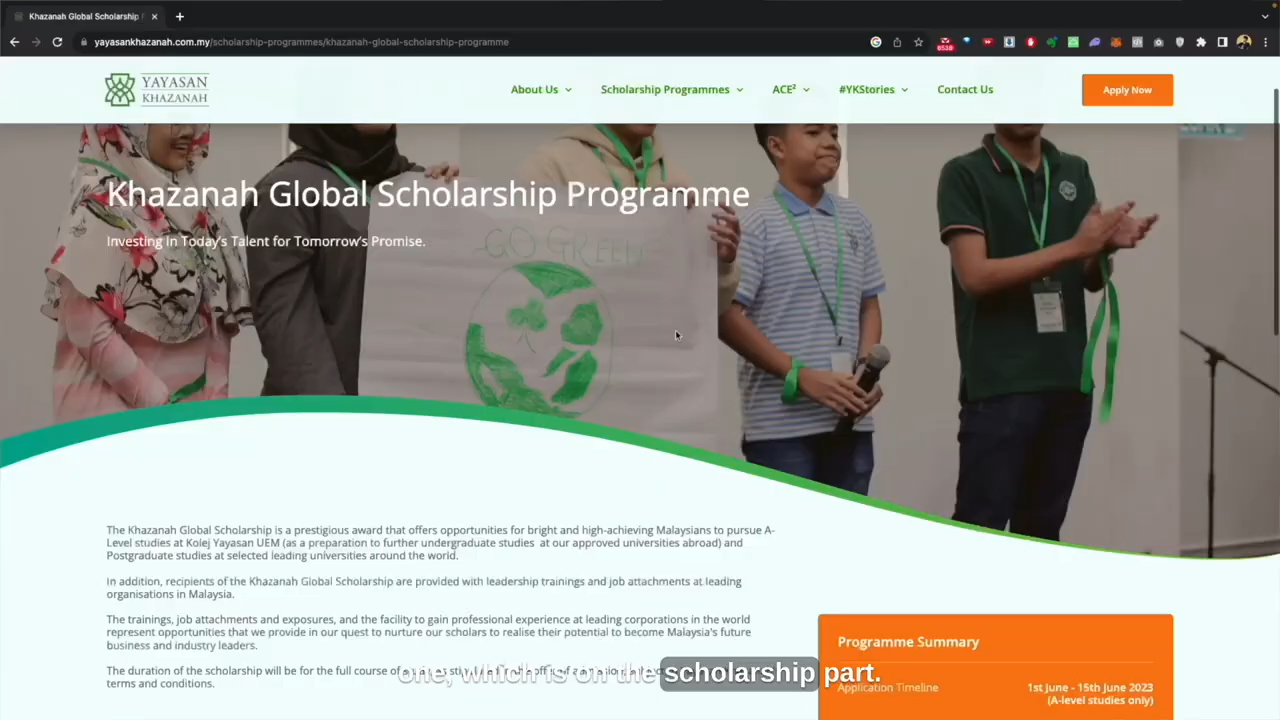 Khazanah Global Scholarship P
yayasankhazanah.com.my/scholarship-programmes/khazanah-global-scholarship-programme
6530
YAYASAN
KHAZANAH
About Us
Scholarship Programmes
ACE²
#YKStories
Contact Us
Apply Now
Khazanah Global Scholarship Programme
Investing In Today's Talent for Tomorrow's Promise.
GO GREEN
The Khazanah Global Scholarship is a prestigious award that offers opportunities for bright and high-achieving Malaysians to pursue A-
Level studies at Kolej Yayasan UEM (as a preparation to further undergraduate studies at our approved universities abroad) and
Postgraduate studies at selected leading universities around the world.
In addition, recipients of the Khazanah Global Scholarship are provided with leadership trainings and job attachments at leading
organisations in Malaysia.
The trainings, job attachments and exposures, and the facility to gain professional experience at leading corporations in the world
represent opportunities that we provide in our quest to nurture our scholars to realise their potential to become Malaysia's future
business and industry leaders.
The duration of the scholarship will be for the full course of
terms and conditions.
one, which is on the scholarship part.
Programme Summary
Application Timeline
1st June - 15th June 2023
(A-level studies only)